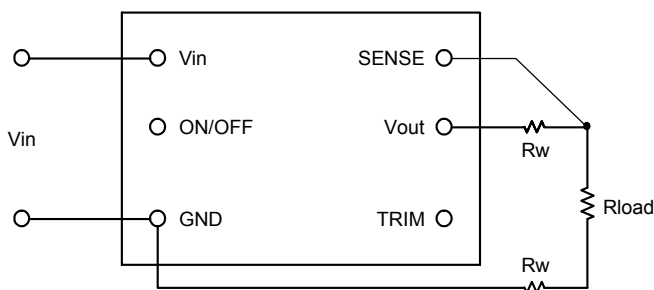 Vin SENSE
ON/OFF Vout
Vin
Rw
GND TRIM
Rload
Rw